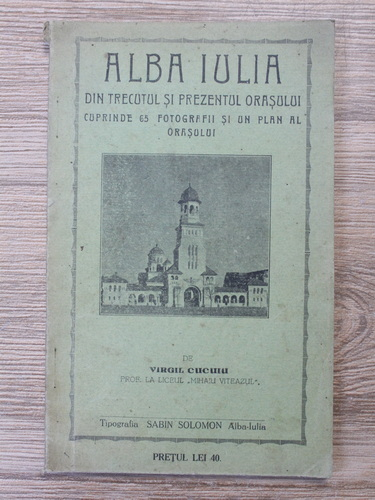 ALBA IULIA
DIN TRECUTUL ȘI PREZENTUL ORAȘULUI
CUPRINDE 65 FOTOGRAFII ȘI UN PLAN AL
ORAȘULUI
DE
VIRGIL CUCUIU
PROF. LA LICEUL „MIHAIU VITEAZUL".
Tipografia SABIN SOLOMON Alba-Iulia
PREȚUL LEI 40.